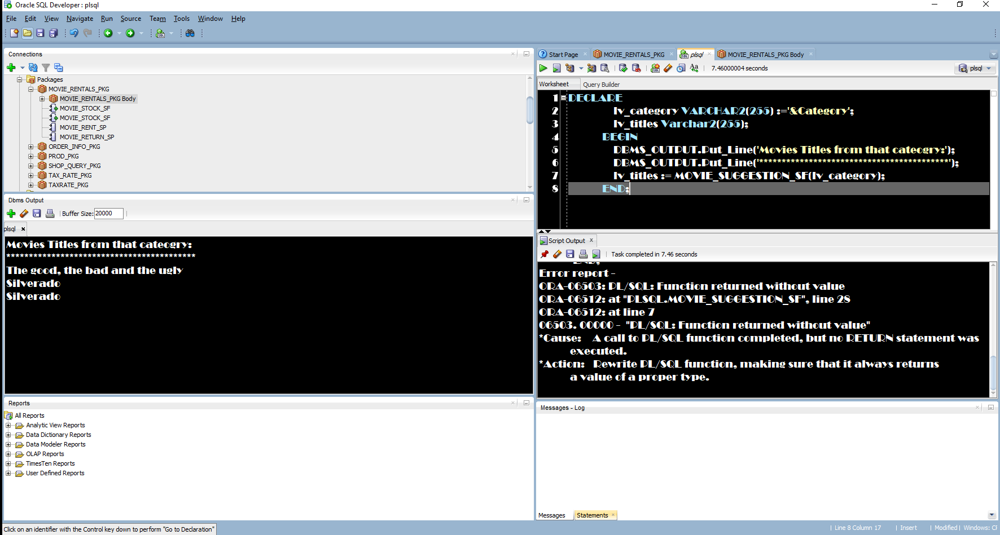 Oracle SQL Developer : plsql
File Edit View Navigate Run Source Team Tools Window Help
Connections
Packages
MOVIE_RENTALS_PKG
MOVIE_RENTALS_PKG Body
MOVIE_STOCK_SF
MOVIE_STOCK_SF
MOVIE_RENT_SP
MOVIE_RETURN_SP
ORDER_INFO_PKG
PROD_PKG
SHOP_QUERY_PKG
TAX_RATE_PKG
TAXRATE_PKG
Dbms Output
Buffer Size: 20000
plsql
Movies Titles from that cateogry:
******************************************
The good, the bad and the ugly
Silverado
Silverado
Reports
All Reports
Analytic View Reports
Data Dictionary Reports
Data Modeler Reports
OLAP Reports
TimesTen Reports
User Defined Reports
Start Page MOVIE_RENTALS_PKG plsql MOVIE_RENTALS_PKG Body
7.46000004 seconds plsql
Worksheet Query Builder
1 DECLARE
2 lv_category VARCHAR2(255) :='&Category';
3 lv_titles Varchar2(255);
4 BEGIN
5 DBMS_OUTPUT.Put_Line('Movies Titles from that cateogry:');
6 DBMS_OUTPUT.Put_Line('******************************************');
7 lv_titles := MOVIE_SUGGESTION_SF(lv_category);
8 END;
Script Output
Task completed in 7.46 seconds
END;
Error report -
ORA-06503: PL/SQL: Function returned without value
ORA-06512: at "PLSQL.MOVIE_SUGGESTION_SF", line 28
ORA-06512: at line 7
06503. 00000 - "PL/SQL: Function returned without value"
*Cause: A call to PL/SQL function completed, but no RETURN statement was
executed.
*Action: Rewrite PL/SQL function, making sure that it always returns
a value of a proper type.
Messages - Log
Messages Statements
Click on an identifier with the Control key down to perform "Go to Declaration"
Line 8 Column 17 Insert Modified Windows: